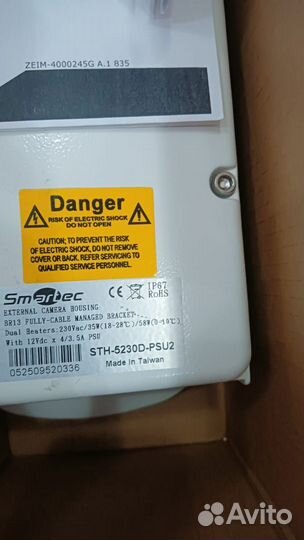 ZEIM-4000245G A.1 835
Danger
RISK OF ELECTRIC SHOCK
DO NOT OPEN
CAUTION; TO PREVENT THE RISK
OF ELECTRIC SHOCK, DO NOT REMOVE
COVER OR BACK. REFER SERVICING TO
QUALIFIED SERVICE PERSONNEL.
Smartec
CE IP67
RoHS
EXTERNAL CAMERA HOUSING
BR13 FULLY-CABLE MANAGED BRACKET
Dual Heaters:230Vac/35W(18-28℃)/58W(0-18℃)
With 12Vdc x 4/3.5A PSU
STH-5230D-PSU2
Made in Taiwan
052509520336
Avito